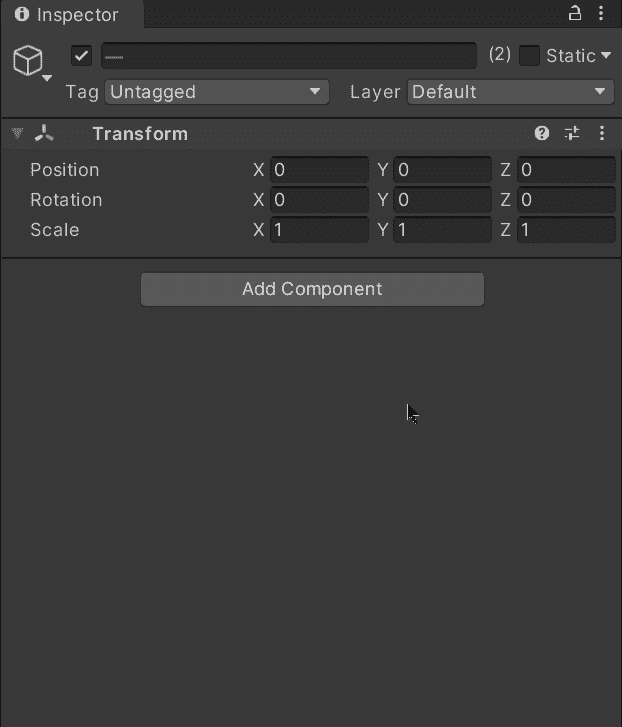 Inspector
— (2) Static
Tag Untagged Layer Default
Transform
Position X 0 Y 0 Z 0
Rotation X 0 Y 0 Z 0
Scale X 1 Y 1 Z 1
Add Component